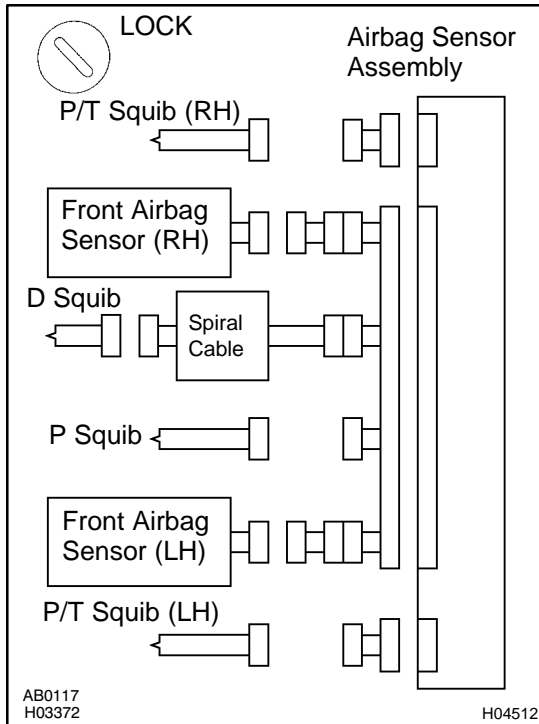 LOCK
Airbag Sensor
Assembly
P/T Squib (RH)
Front Airbag
Sensor (RH)
D Squib
Spiral
Cable
P Squib
Front Airbag
Sensor (LH)
P/T Squib (LH)
AB0117
H03372
H04512